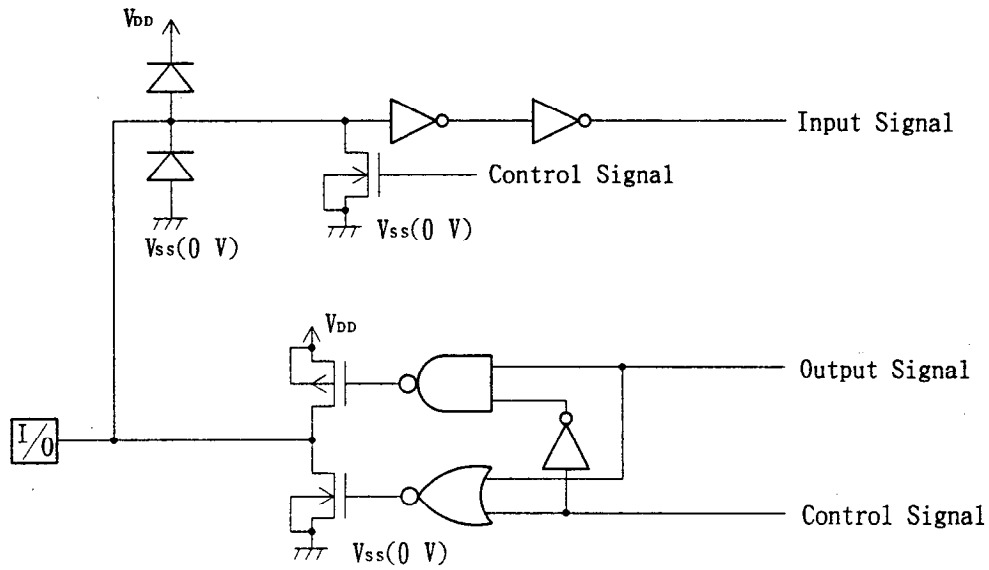 VDD
Input Signal
Control Signal
Vss(0 V)
Vss(0 V)
VDD
Output Signal
I/O
Control Signal
Vss(0 V)